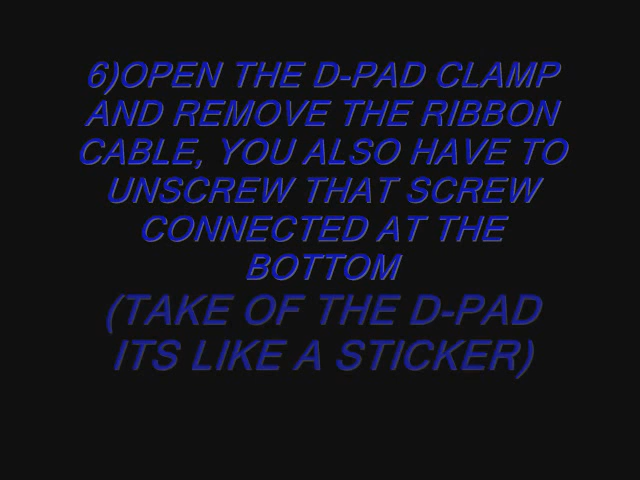 6)OPEN THE D-PAD CLAMP
AND REMOVE THE RIBBON
CABLE, YOU ALSO HAVE TO
UNSCREW THAT SCREW
CONNECTED AT THE
BOTTOM
(TAKE OF THE D-PAD
ITS LIKE A STICKER)